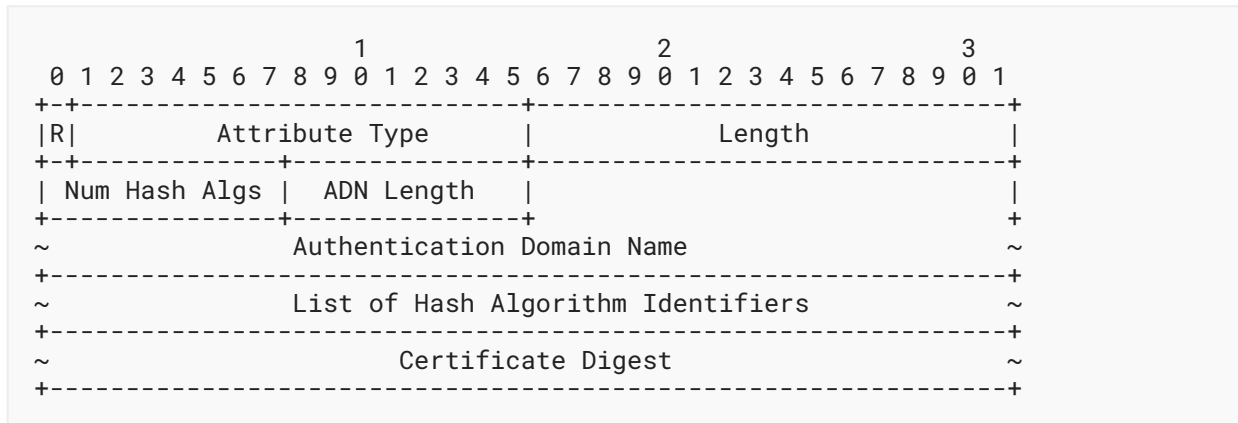 1                   2                   3
 0 1 2 3 4 5 6 7 8 9 0 1 2 3 4 5 6 7 8 9 0 1 2 3 4 5 6 7 8 9 0 1
+-+-----------------------------+-------------------------------+
|R|         Attribute Type      |            Length             |
+-+-------------+---------------+-------------------------------+
| Num Hash Algs |  ADN Length   |                               |
+---------------+---------------+                               +
~                Authentication Domain Name                     ~
+---------------------------------------------------------------+
~                List of Hash Algorithm Identifiers             ~
+---------------------------------------------------------------+
~                       Certificate Digest                      ~
+---------------------------------------------------------------+